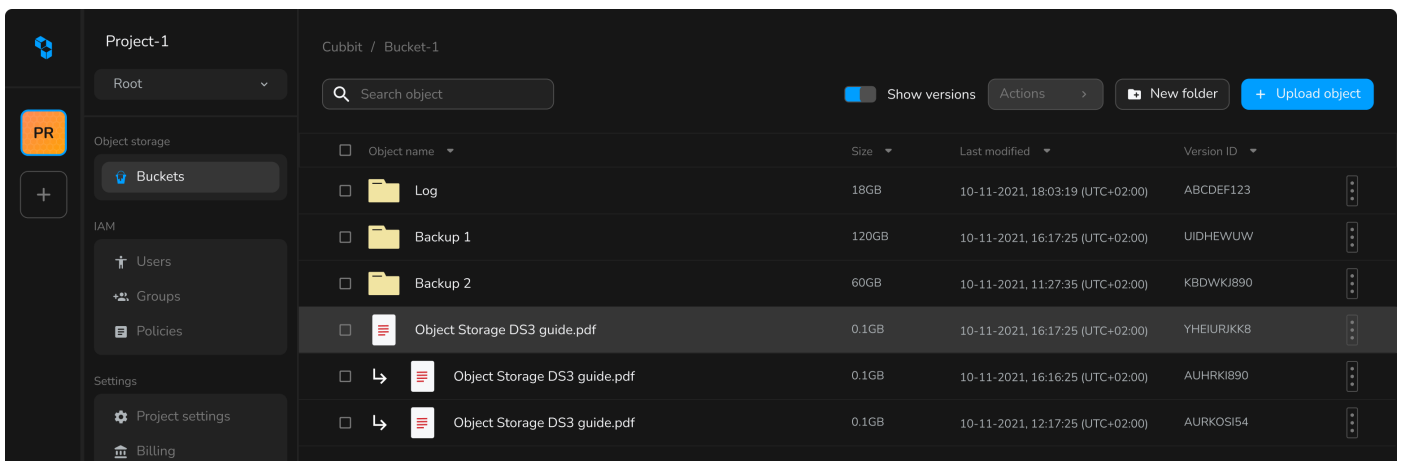 Project-1
Root
PR
+
Object storage
Buckets
IAM
Users
Groups
Policies
Settings
Project settings
Billing
Cubbit / Bucket-1
Search object
Show versions
Actions >
New folder
+ Upload object
Object name Size Last modified Version ID
Log 18GB 10-11-2021, 18:03:19 (UTC+02:00) ABCDEF123
Backup 1 120GB 10-11-2021, 16:17:25 (UTC+02:00) UIDHEWUW
Backup 2 60GB 10-11-2021, 11:27:35 (UTC+02:00) KBDWKJ890
Object Storage DS3 guide.pdf 0.1GB 10-11-2021, 16:17:25 (UTC+02:00) YHEIURJKK8
Object Storage DS3 guide.pdf 0.1GB 10-11-2021, 16:16:25 (UTC+02:00) AUHRKI890
Object Storage DS3 guide.pdf 0.1GB 10-11-2021, 12:17:25 (UTC+02:00) AURKOSI54